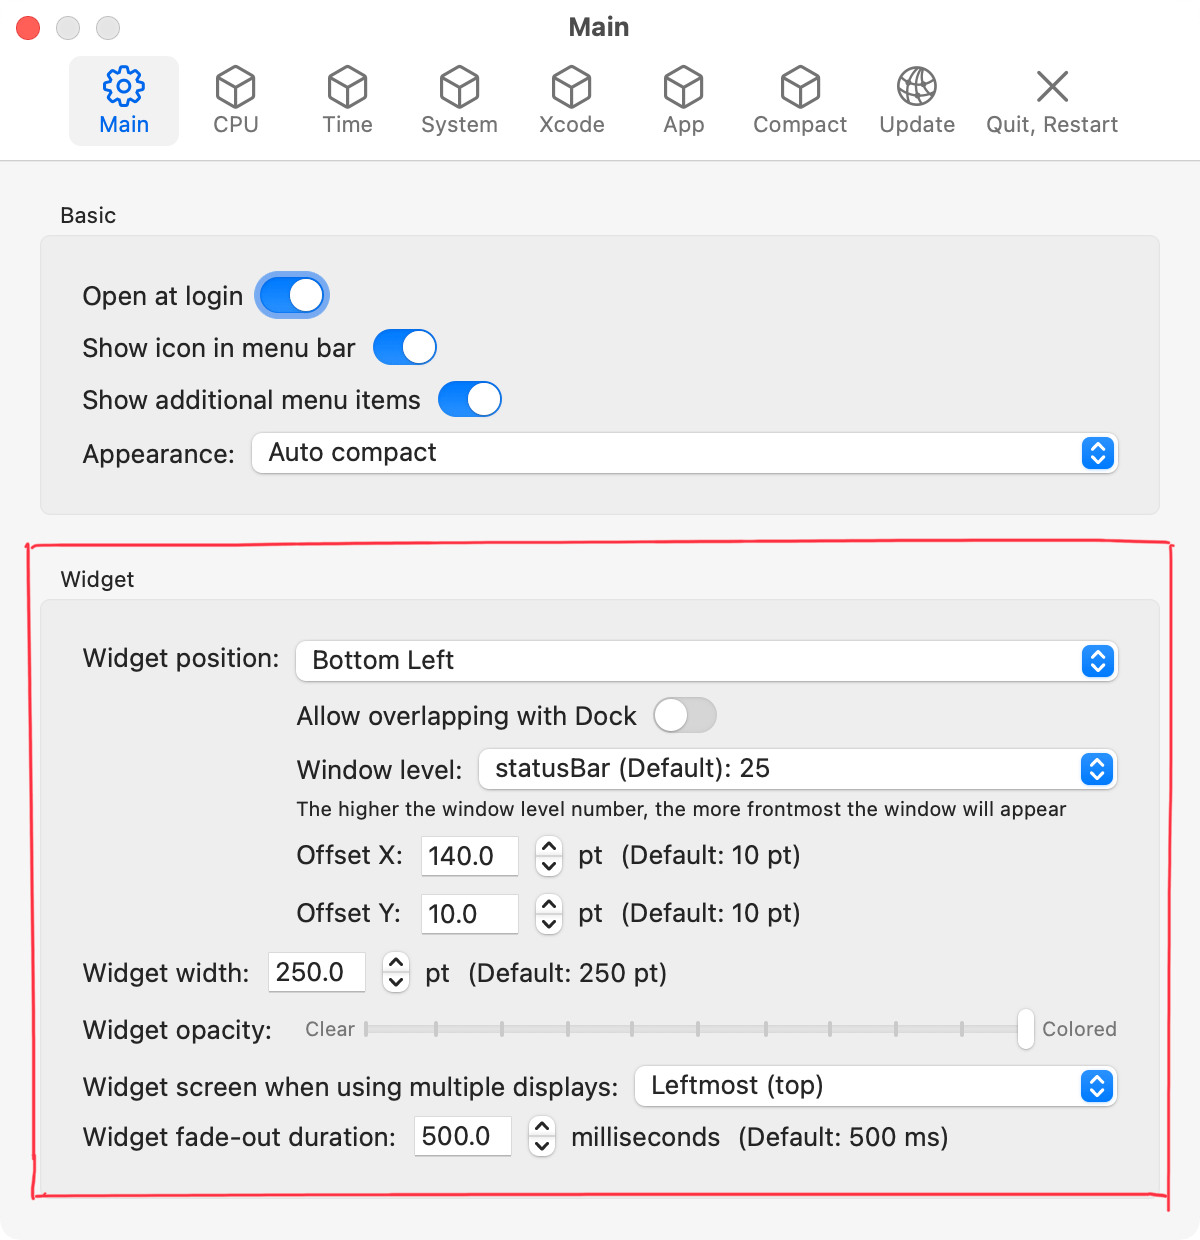 Main
Main CPU Time System Xcode App Compact Update Quit, Restart
Basic
Open at login
Show icon in menu bar
Show additional menu items
Appearance: Auto compact
Widget
Widget position: Bottom Left
Allow overlapping with Dock
Window level: statusBar (Default): 25
The higher the window level number, the more frontmost the window will appear
Offset X: 140.0 pt (Default: 10 pt)
Offset Y: 10.0 pt (Default: 10 pt)
Widget width: 250.0 pt (Default: 250 pt)
Widget opacity: Clear Colored
Widget screen when using multiple displays: Leftmost (top)
Widget fade-out duration: 500.0 milliseconds (Default: 500 ms)